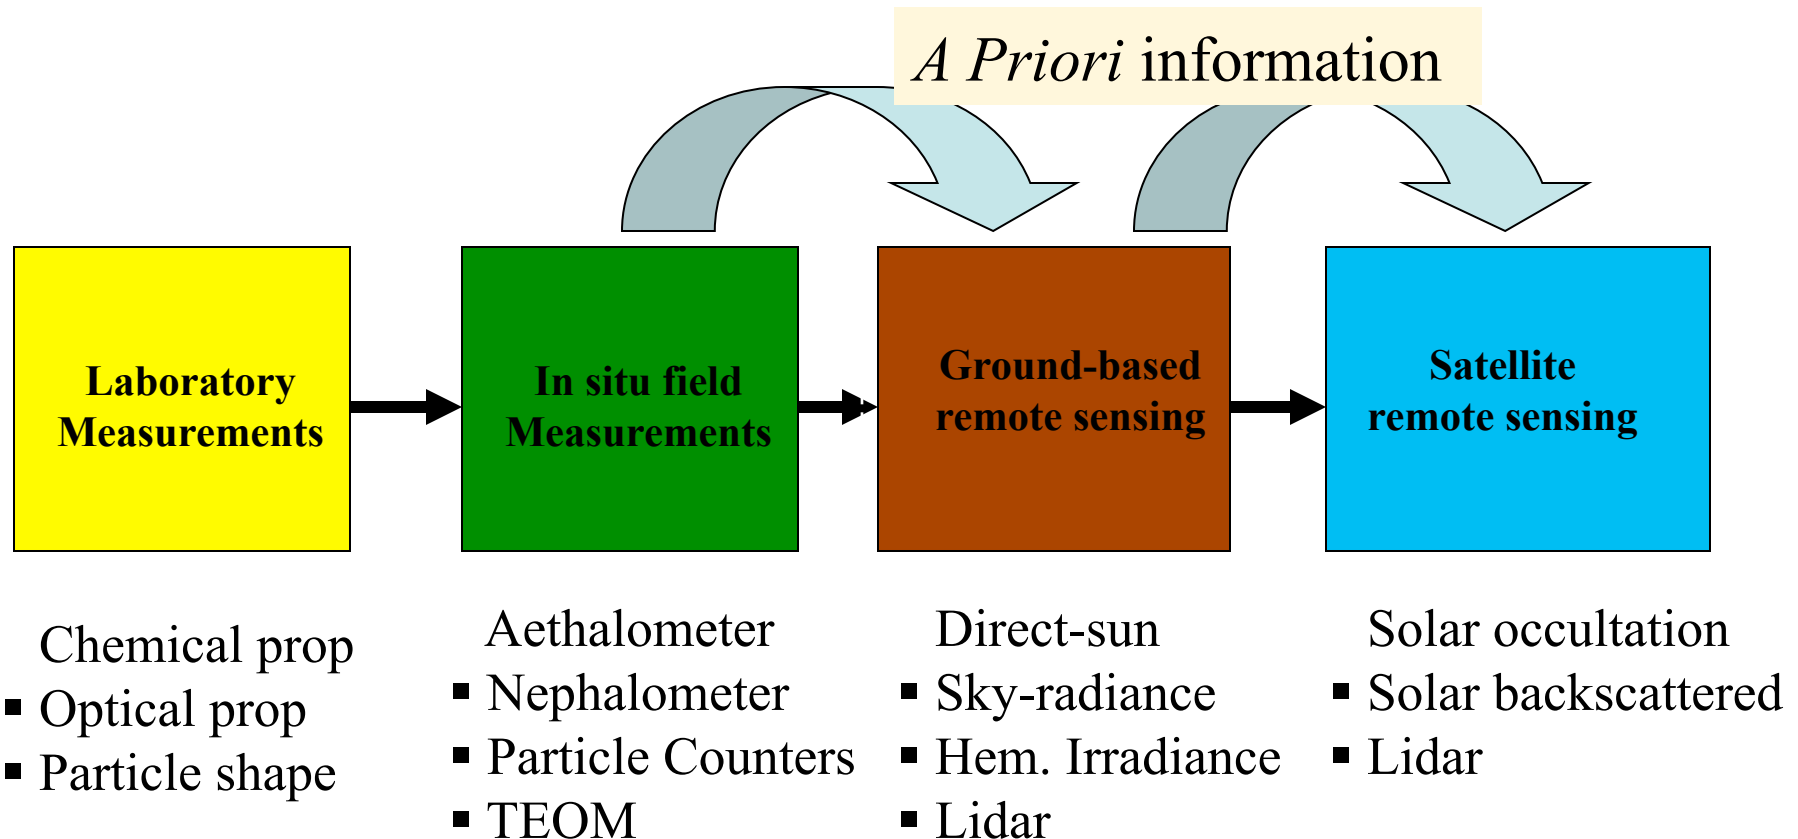 A Priori information
Laboratory
Measurements
In situ field
Measurements
Ground-based
remote sensing
Satellite
remote sensing
Chemical prop
▪ Optical prop
▪ Particle shape
Aethalometer
▪ Nephalometer
▪ Particle Counters
▪ TEOM
Direct-sun
▪ Sky-radiance
▪ Hem. Irradiance
▪ Lidar
Solar occultation
▪ Solar backscattered
▪ Lidar